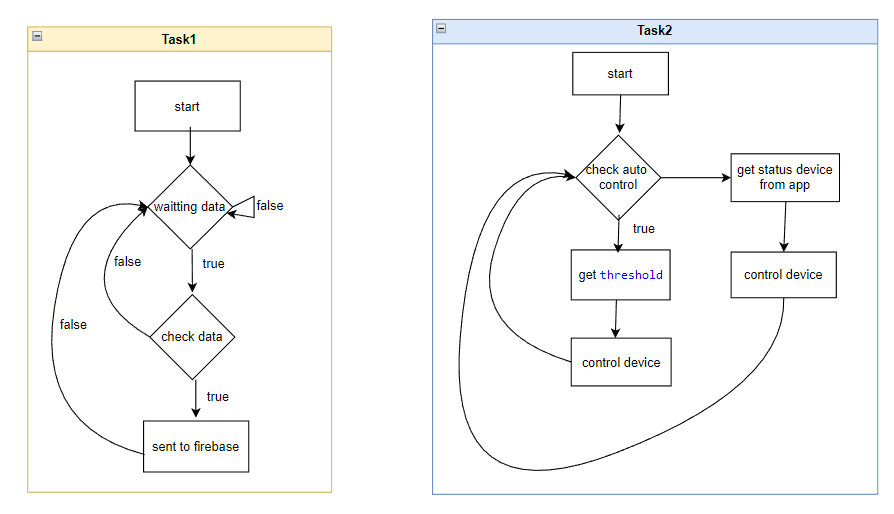 Task1
start
waitting data
false
true
false
false
check data
true
sent to firebase
Task2
start
check auto
control
get status device
from app
true
get threshold
control device
control device